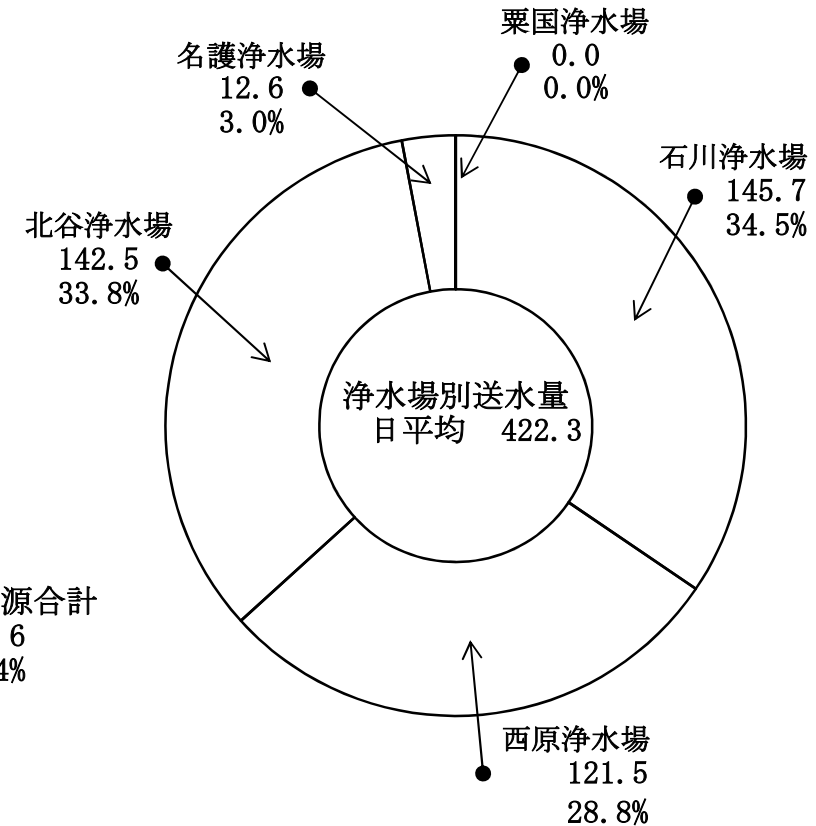 粟国浄水場
0.0
0.0%
名護浄水場
12.6
3.0%
石川浄水場
145.7
34.5%
北谷浄水場
142.5
33.8%
浄水場別送水量
日平均　422.3
源合計
6
4%
西原浄水場
121.5
28.8%